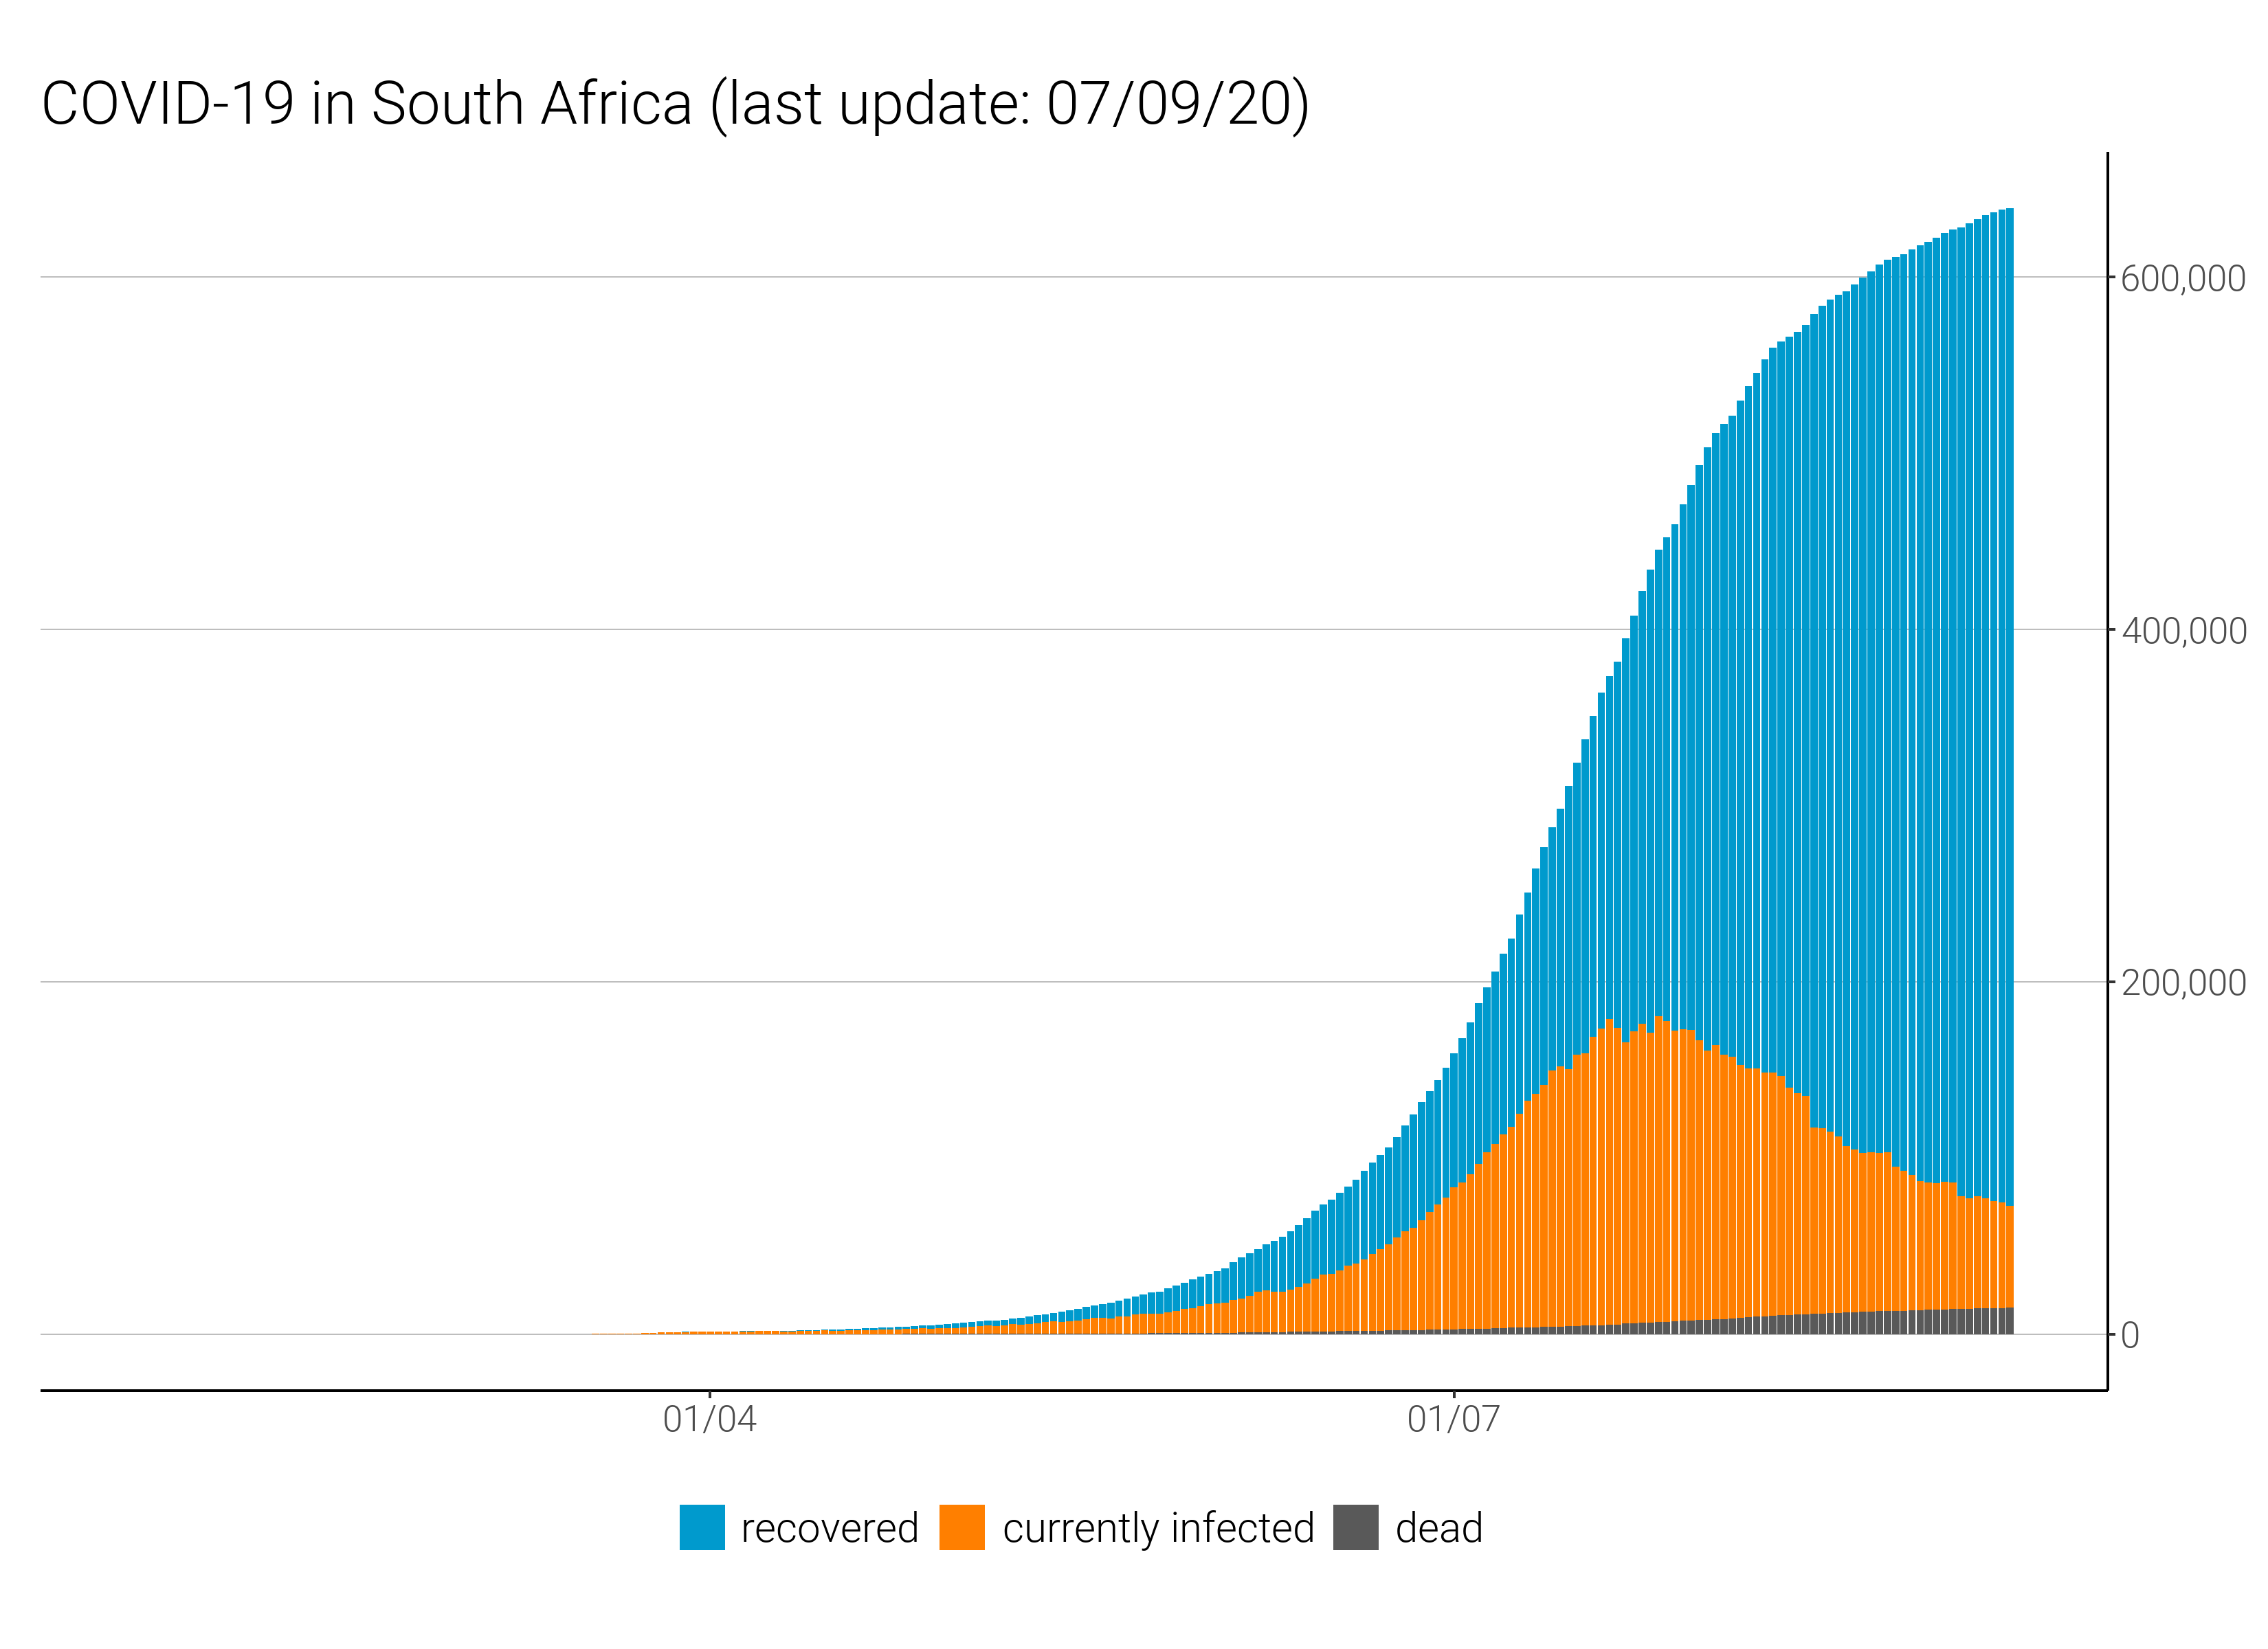 COVID-19 in South Africa (last update: 07/09/20)
600,000
400,000
200,000
0
01/04 01/07
recovered currently infected dead